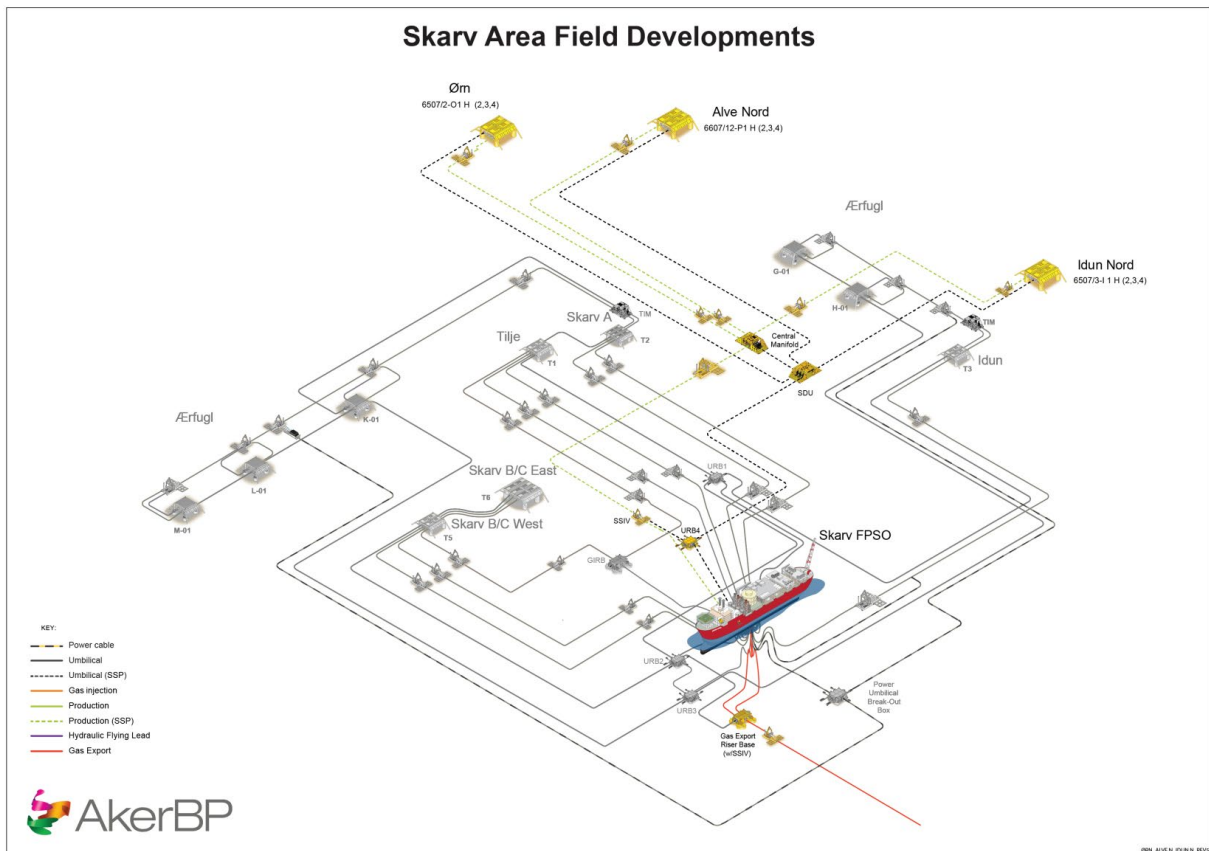 Skarv Area Field Developments
Ørn
6507/2-O1 H (2,3,4)
Alve Nord
6607/12-P1 H (2,3,4)
Ærfugl
G-01
H-01
Idun Nord
6507/3-I 1 H (2,3,4)
TIM
Skarv A
T2
Tilje
T1
Central
Manifold
SDU
TIM
Idun
T3
Ærfugl
K-01
L-01
M-01
Skarv B/C East
T6
Skarv B/C West
T5
URB1
SSIV
URB4
GIRB
Skarv FPSO
URB2
URB3
Power
Umbilical
Break-Out
Box
Gas Export
Riser Base
(w/SSIV)
KEY:
Power cable
Umbilical
Umbilical (SSP)
Gas injection
Production
Production (SSP)
Hydraulic Flying Lead
Gas Export
AkerBP